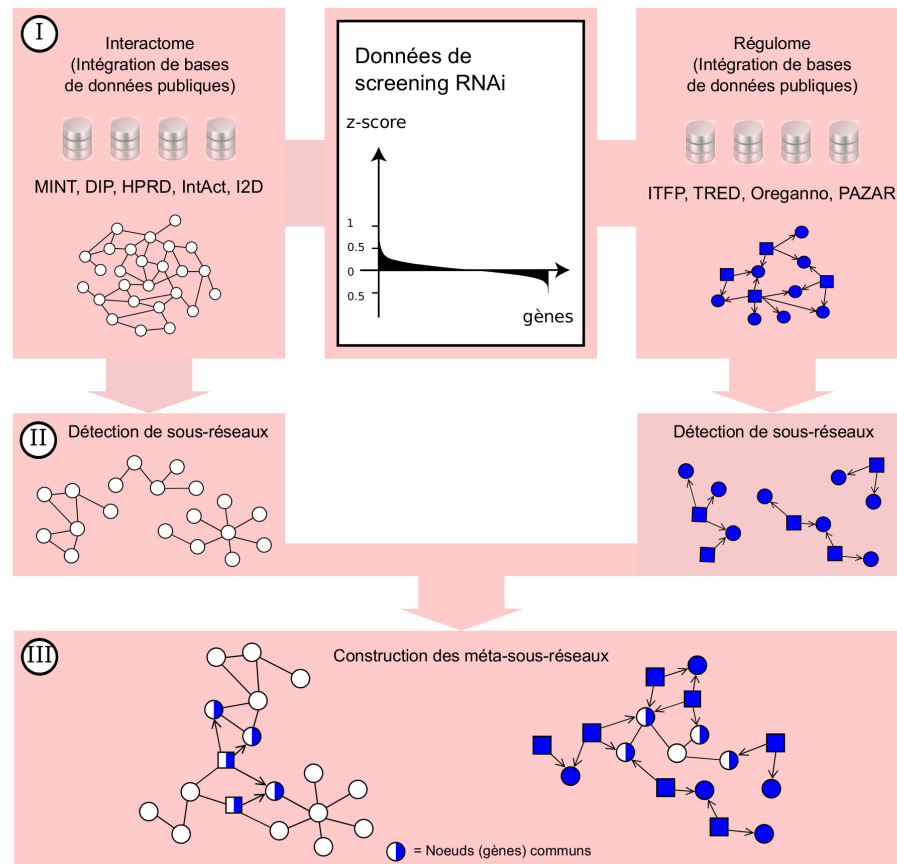 I
Interactome
(Intégration de bases
de données publiques)
MINT, DIP, HPRD, IntAct, I2D
Données de
screening RNAi
z-score
1
0.5
0
0.5
gènes
Régulome
(Intégration de bases
de données publiques)
ITFP, TRED, Oreganno, PAZAR
II
Détection de sous-réseaux
Détection de sous-réseaux
III
Construction des méta-sous-réseaux
= Noeuds (gènes) communs